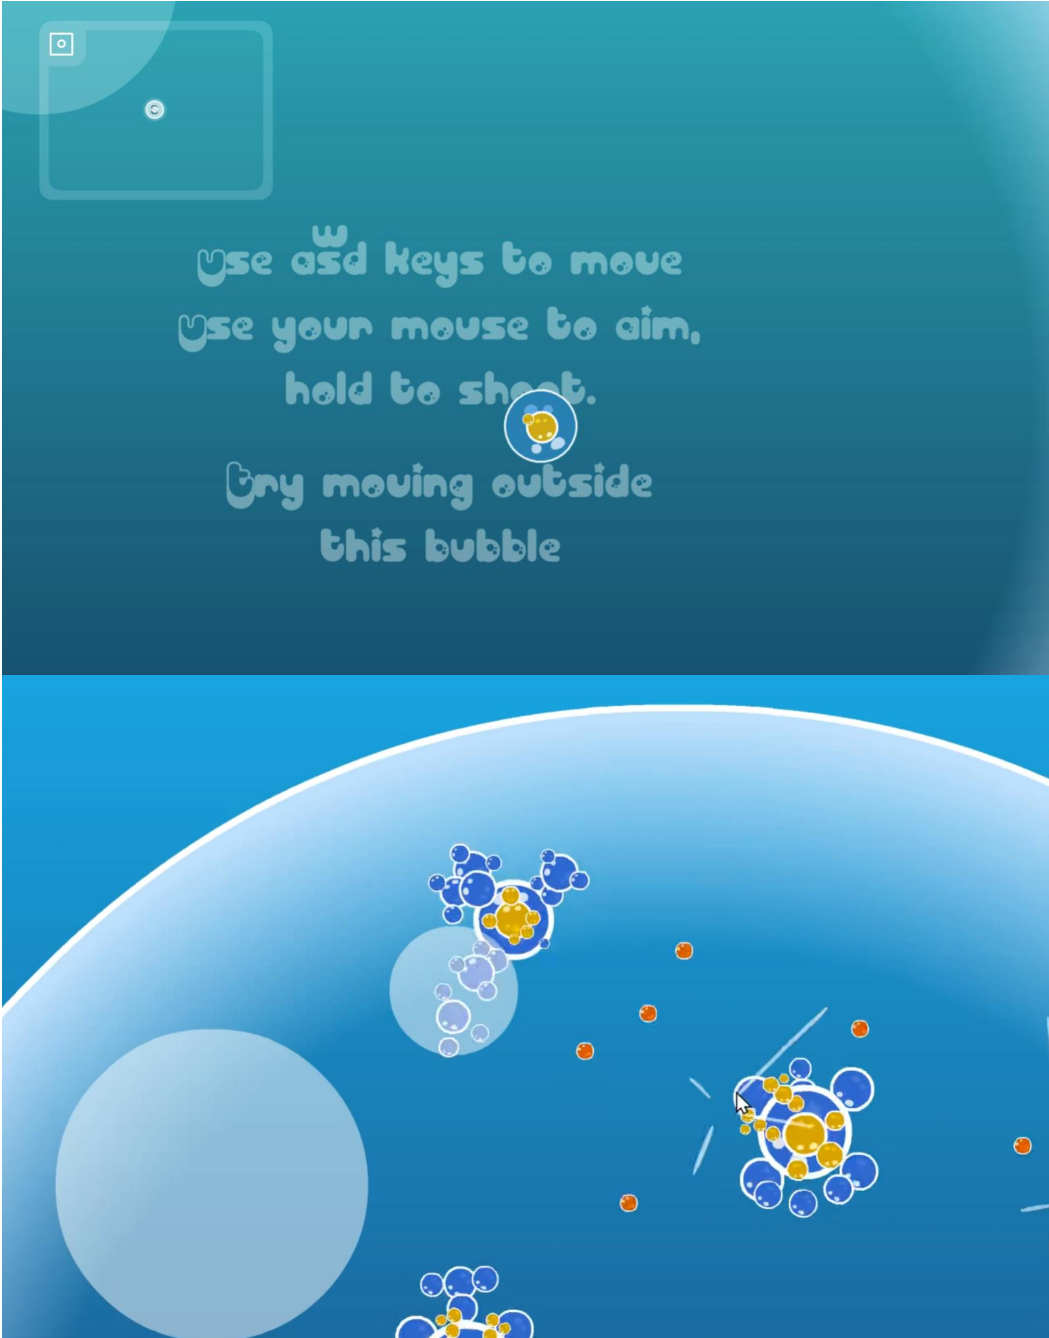 w
use asd keys to move
use your mouse to aim,
hold to shoot.
try moving outside
this bubble